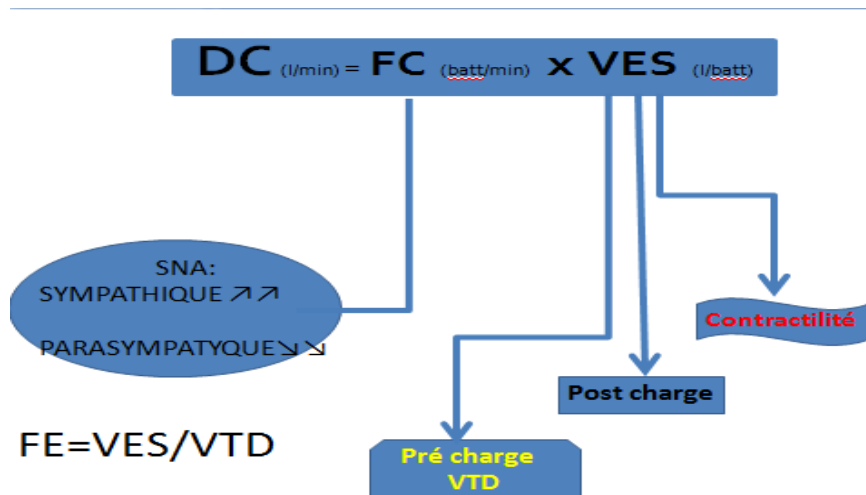 DC (l/min) = FC (batt/min) x VES (l/batt)
SNA:
SYMPATHIQUE ↗↗
PARASYMPATYQUE↘↘
Contractilité
Post charge
FE=VES/VTD
Pré charge
VTD